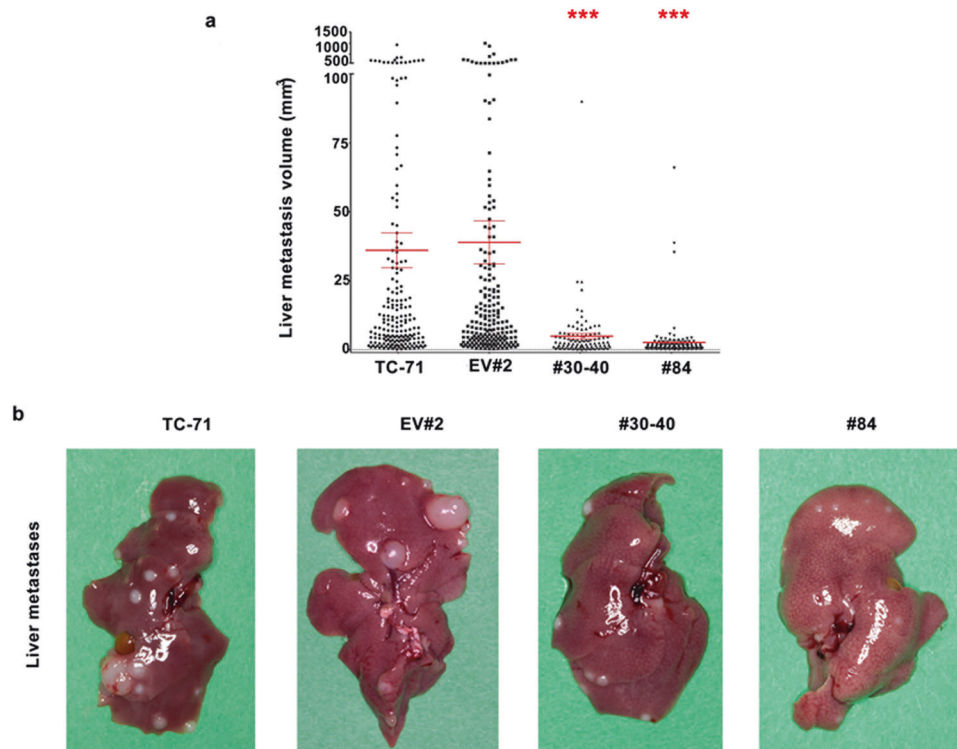 a
*** ***
Liver metastasis volume (mm³)
1500
1000
500
100
75
50
25
0
TC-71 EV#2 #30-40 #84
b
TC-71 EV#2 #30-40 #84
Liver metastases